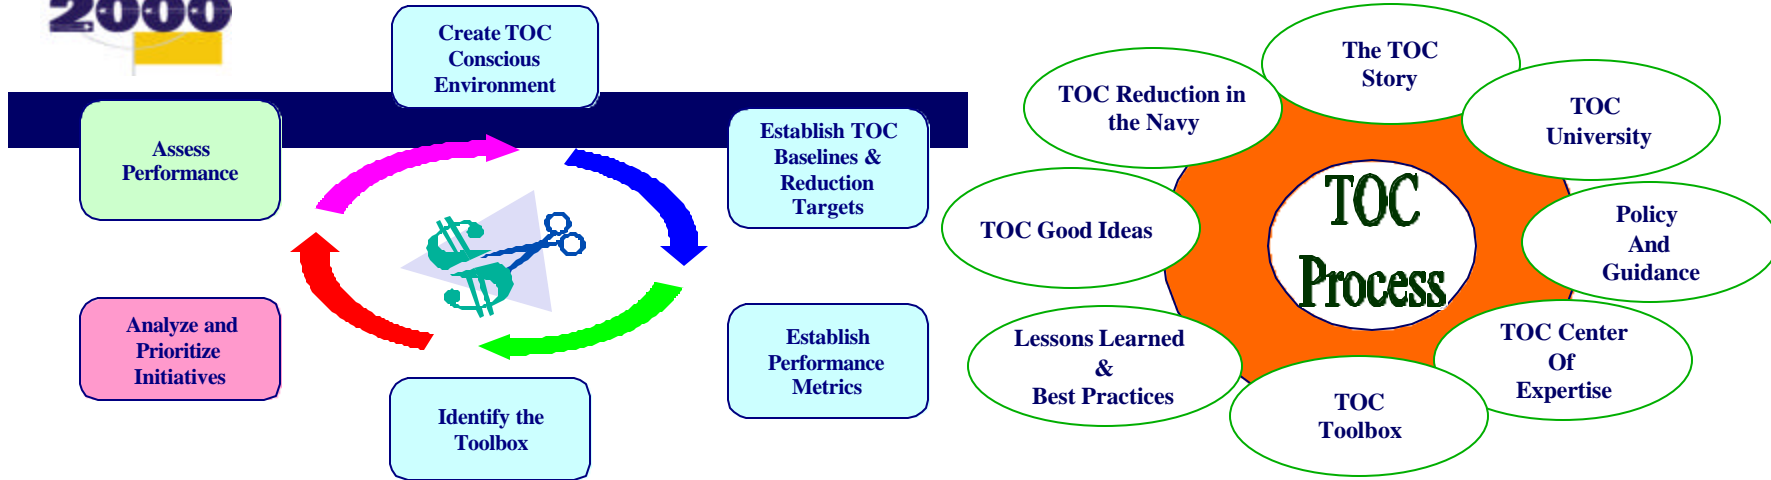 2000
Create TOC
Conscious
Environment
Assess
Performance
Establish TOC
Baselines &
Reduction
Targets
Analyze and
Prioritize
Initiatives
Establish
Performance
Metrics
Identify the
Toolbox
The TOC
Story
TOC Reduction in
the Navy
TOC
University
TOC Good Ideas
Policy
And
Guidance
Lessons Learned
&
Best Practices
TOC Center
Of
Expertise
TOC
Toolbox
TOC
Process